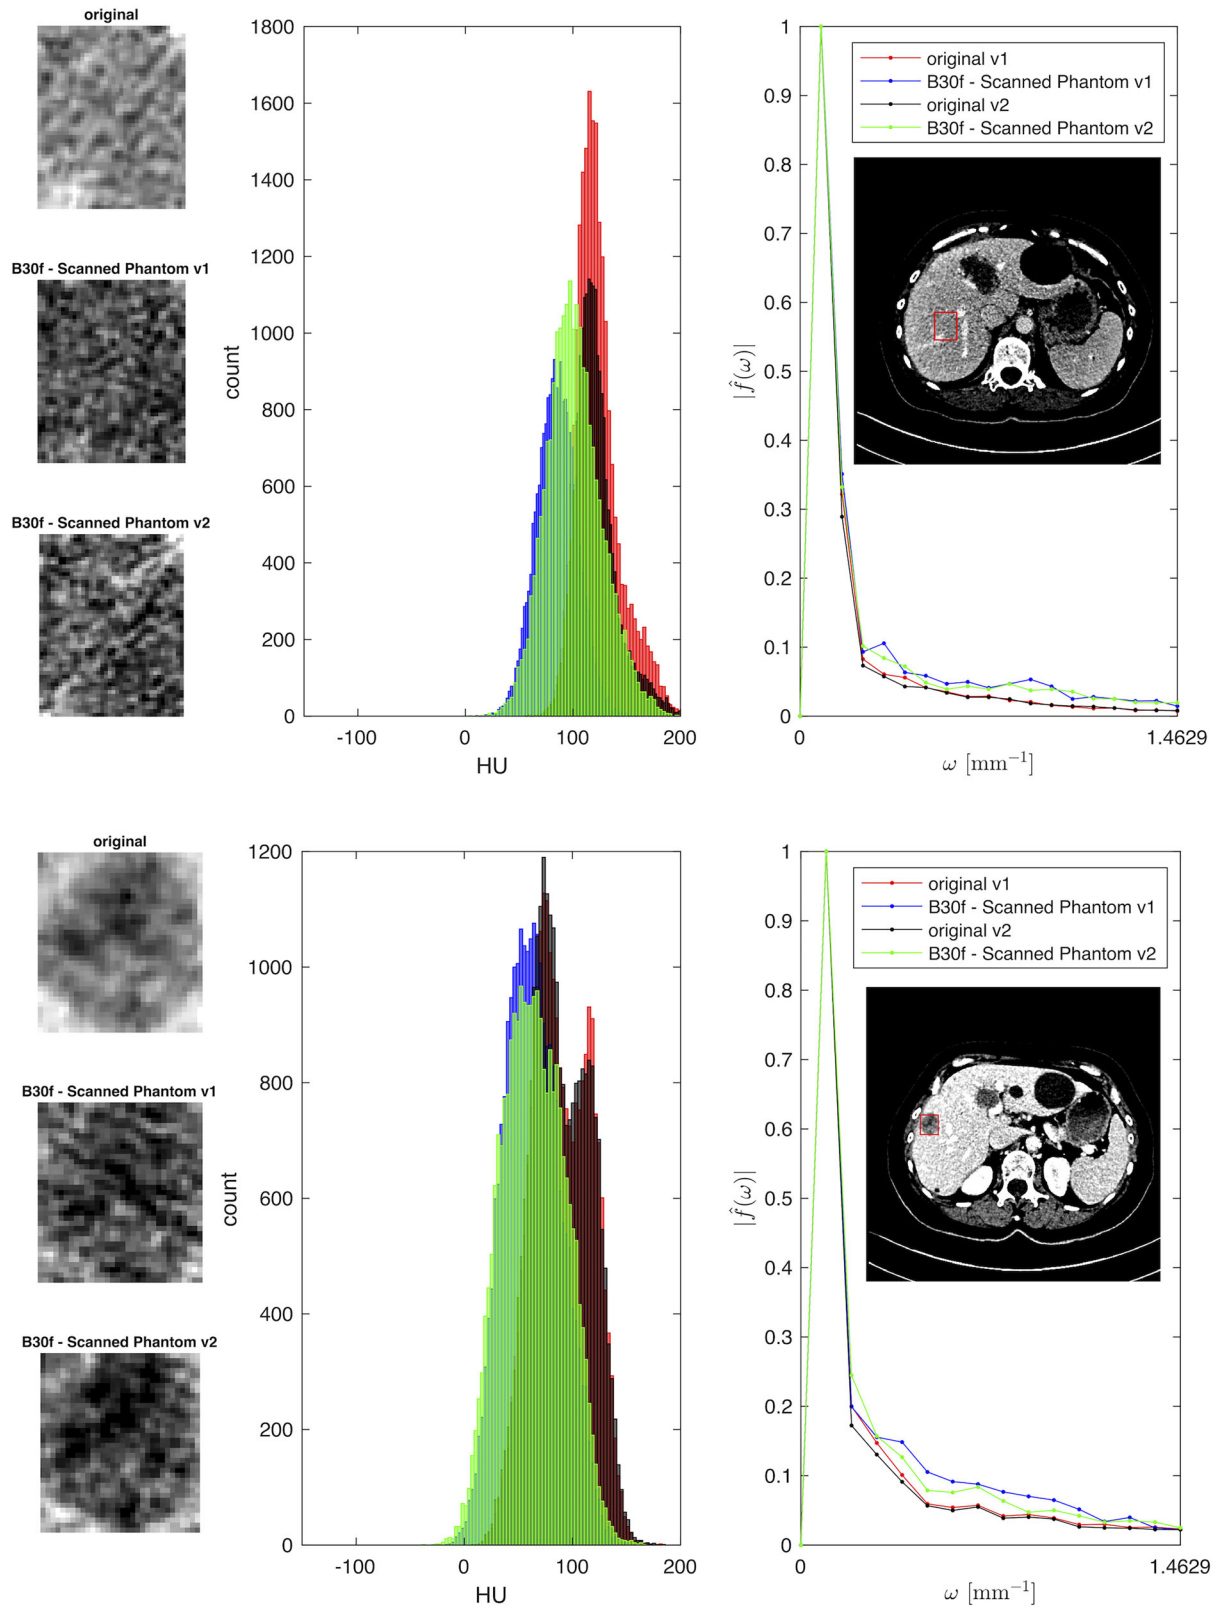 original
B30f - Scanned Phantom v1
B30f - Scanned Phantom v2
1800
1600
1400
1200
1000
800
600
400
200
0
count
-100 0 100 200
HU
1
0.9
0.8
0.7
0.6
0.5
0.4
0.3
0.2
0.1
0
|f̂(ω)|
original v1
B30f - Scanned Phantom v1
original v2
B30f - Scanned Phantom v2
0 1.4629
ω [mm⁻¹]
original
B30f - Scanned Phantom v1
B30f - Scanned Phantom v2
1200
1000
800
600
400
200
0
count
-100 0 100 200
HU
1
0.9
0.8
0.7
0.6
0.5
0.4
0.3
0.2
0.1
0
|f̂(ω)|
original v1
B30f - Scanned Phantom v1
original v2
B30f - Scanned Phantom v2
0 1.4629
ω [mm⁻¹]